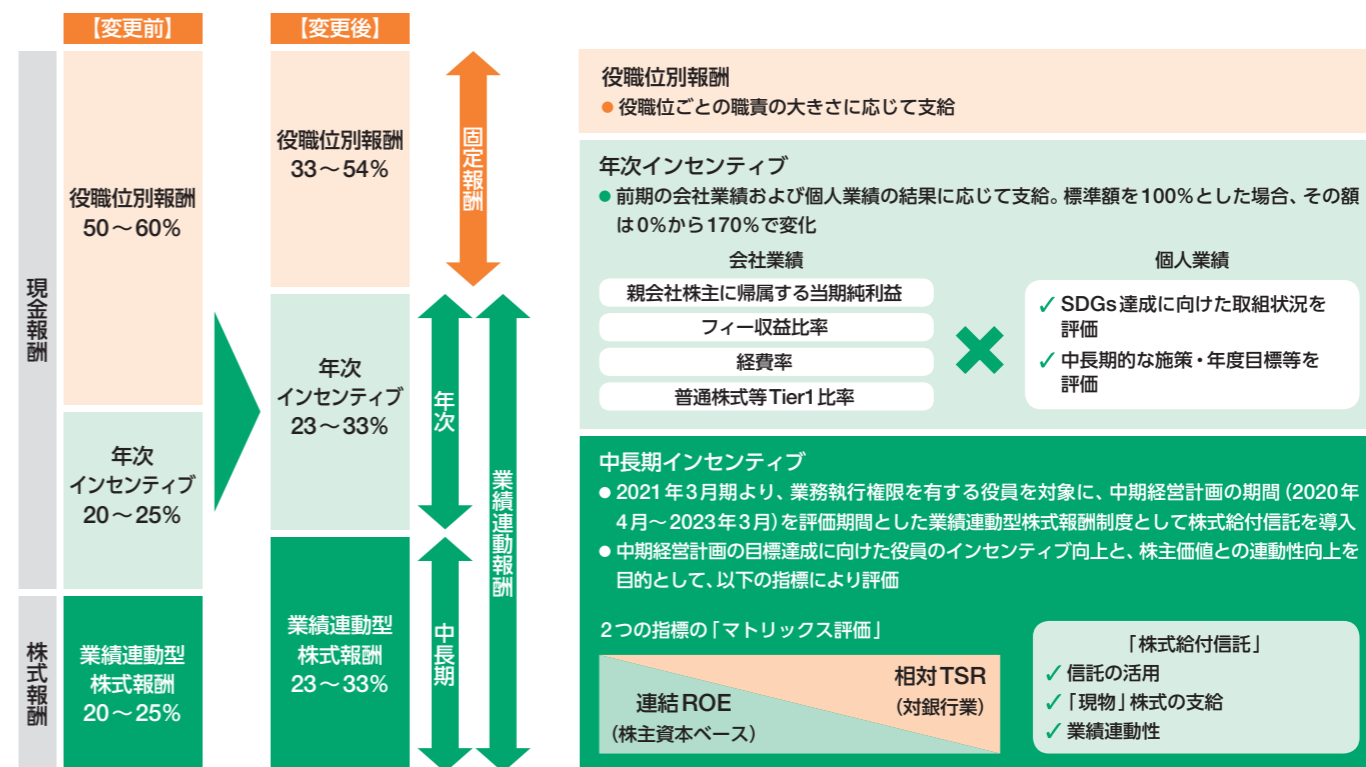 【変更前】
【変更後】
現金報酬
株式報酬
役職位別報酬
50～60%
年次
インセンティブ
20～25%
業績連動型
株式報酬
20～25%
役職位別報酬
33～54%
年次
インセンティブ
23～33%
業績連動型
株式報酬
23～33%
固定報酬
年次
中長期
業績連動報酬
役職位別報酬
● 役職位ごとの職責の大きさに応じて支給
年次インセンティブ
● 前期の会社業績および個人業績の結果に応じて支給。標準額を100%とした場合、その額
は0%から170%で変化
会社業績
親会社株主に帰属する当期純利益
フィー収益比率
経費率
普通株式等Tier1比率
個人業績
✓ SDGs達成に向けた取組状況を
評価
✓ 中長期的な施策・年度目標等を
評価
中長期インセンティブ
● 2021年3月期より、業務執行権限を有する役員を対象に、中期経営計画の期間（2020年
4月～2023年3月）を評価期間とした業績連動型株式報酬制度として株式給付信託を導入
● 中期経営計画の目標達成に向けた役員のインセンティブ向上と、株主価値との連動性向上を
目的として、以下の指標により評価
2つの指標の「マトリックス評価」
連結ROE
（株主資本ベース）
相対TSR
（対銀行業）
「株式給付信託」
✓ 信託の活用
✓ 「現物」株式の支給
✓ 業績連動性